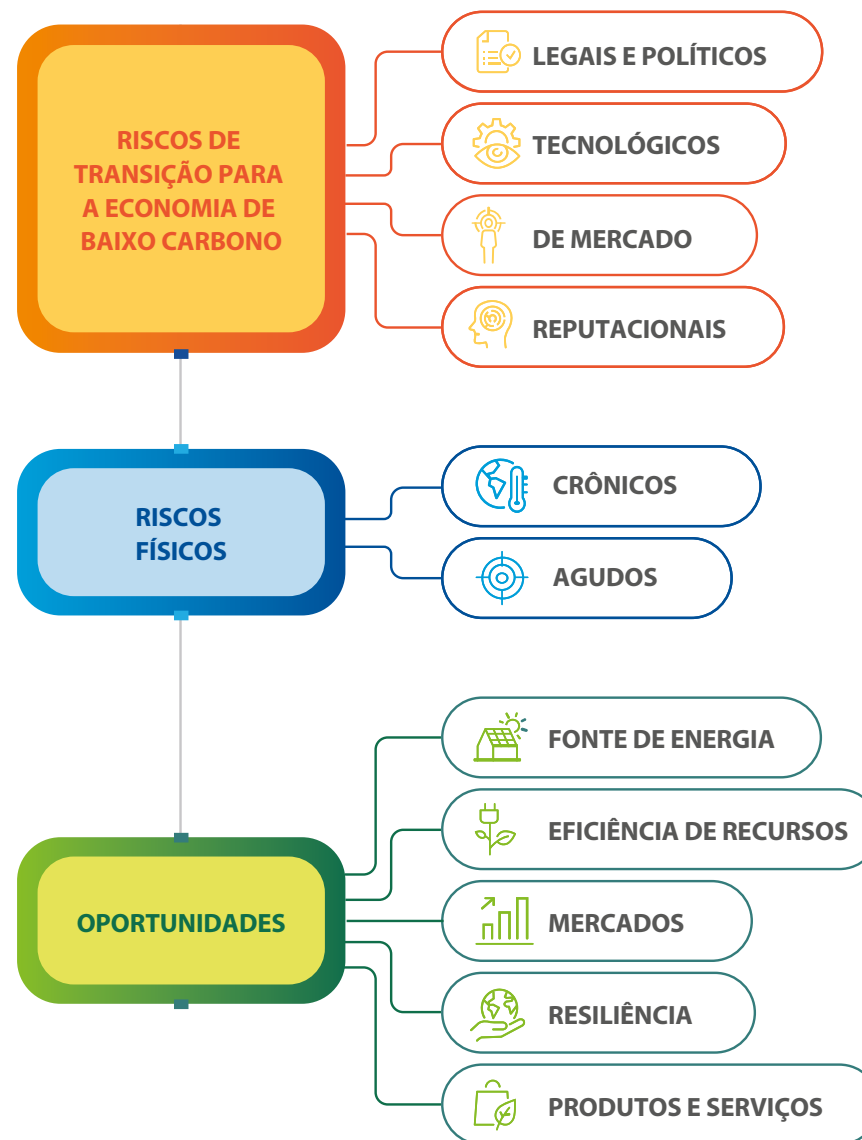 RISCOS DE
TRANSIÇÃO PARA
A ECONOMIA DE
BAIXO CARBONO
LEGAIS E POLÍTICOS
TECNOLÓGICOS
DE MERCADO
REPUTACIONAIS
RISCOS
FÍSICOS
CRÔNICOS
AGUDOS
OPORTUNIDADES
FONTE DE ENERGIA
EFICIÊNCIA DE RECURSOS
MERCADOS
RESILIÊNCIA
PRODUTOS E SERVIÇOS